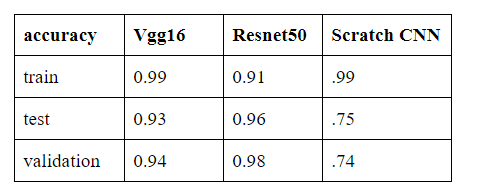 accuracy Vgg16 Resnet50 Scratch CNN
train 0.99 0.91 .99
test 0.93 0.96 .75
validation 0.94 0.98 .74